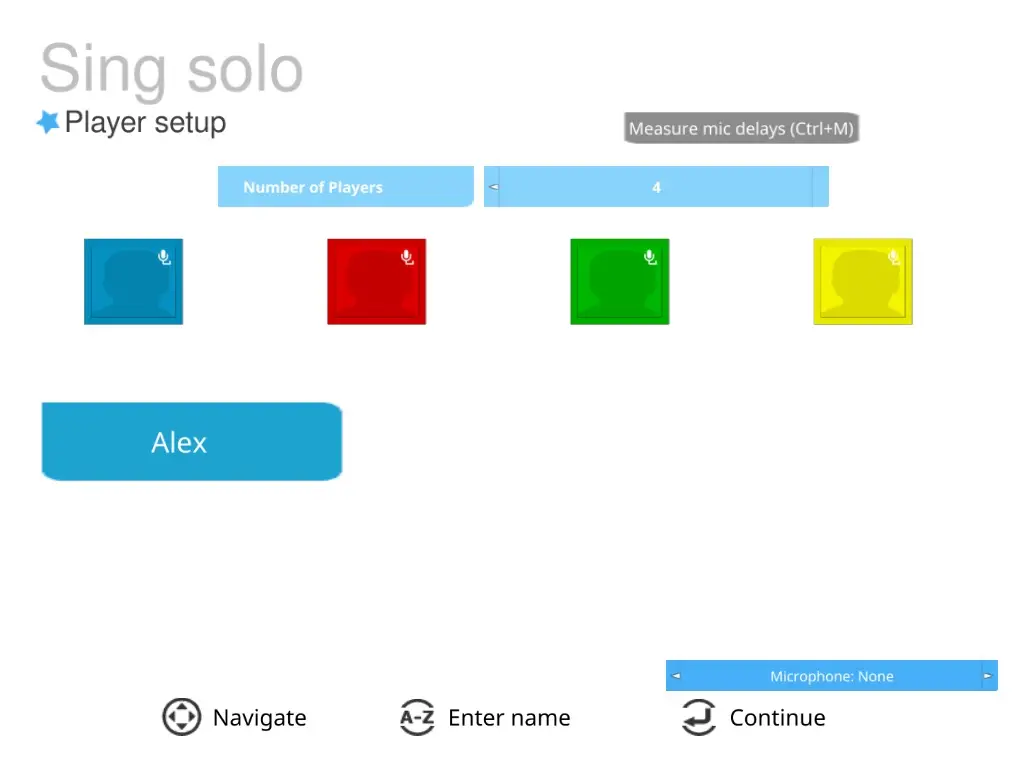 Sing solo
Player setup
Measure mic delays (Ctrl+M)
Number of Players
4
Alex
Microphone: None
Navigate
A-Z Enter name
Continue